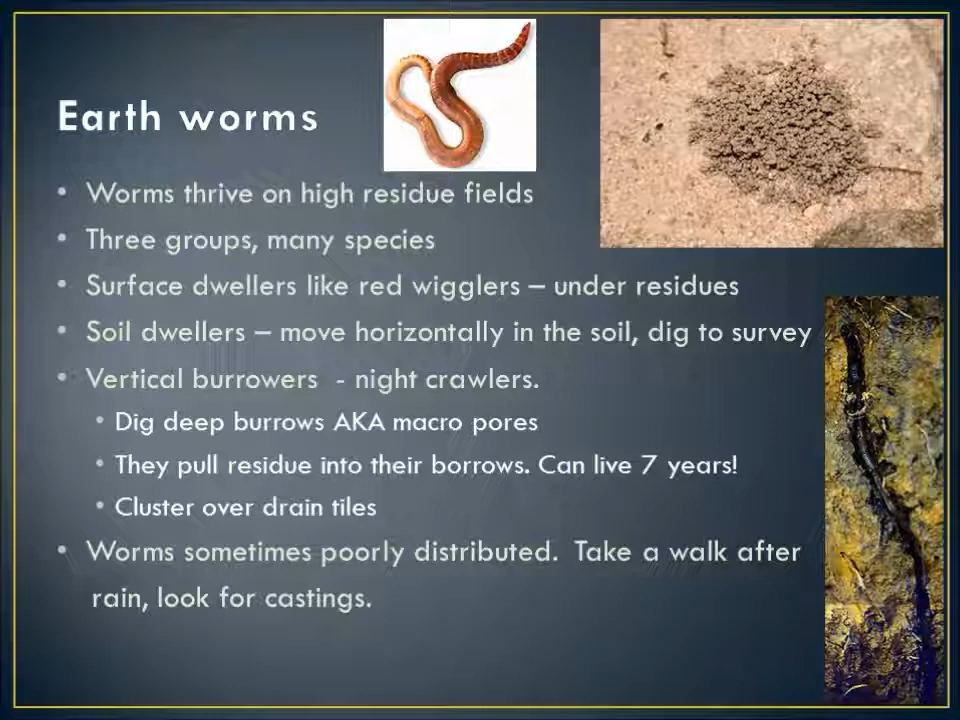 Earth worms
• Worms thrive on high residue fields
• Three groups, many species
• Surface dwellers like red wigglers – under residues
• Soil dwellers – move horizontally in the soil, dig to survey
• Vertical burrowers - night crawlers.
• Dig deep burrows AKA macro pores
• They pull residue into their borrows. Can live 7 years!
• Cluster over drain tiles
• Worms sometimes poorly distributed. Take a walk after
rain, look for castings.